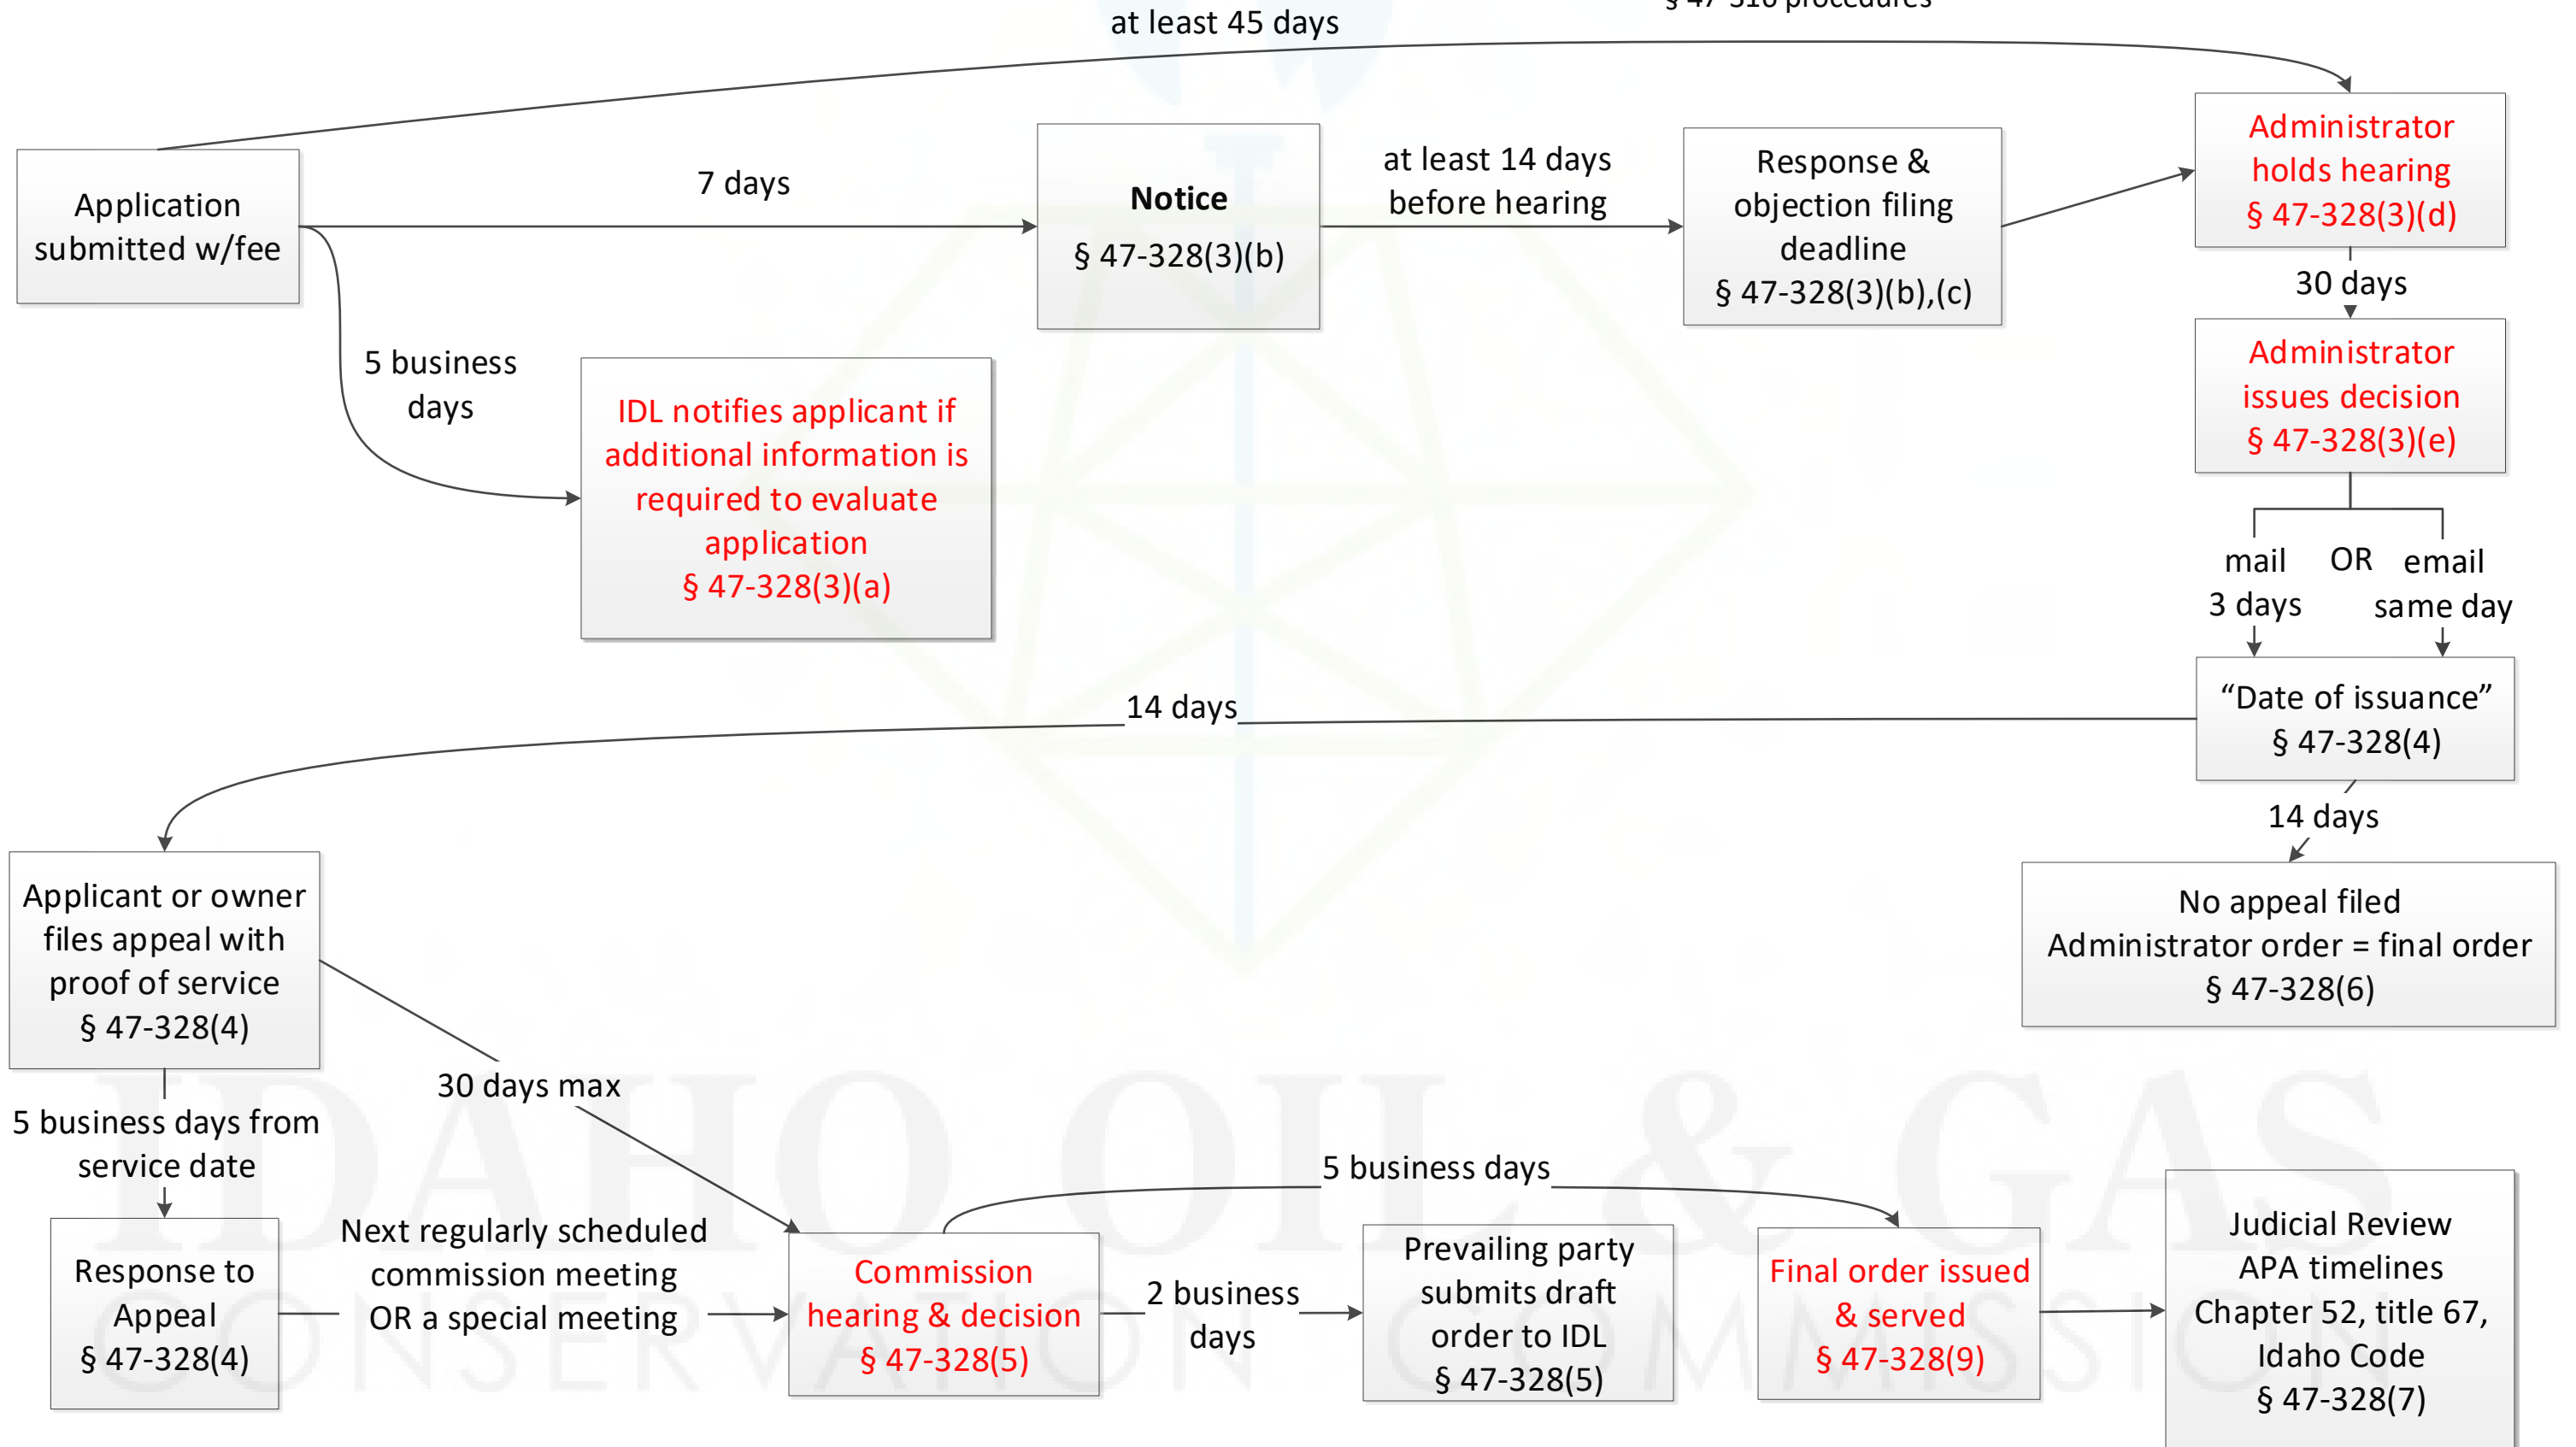 § 47-316 procedures
at least 45 days
Application
submitted w/fee
7 days
Notice
§ 47-328(3)(b)
at least 14 days
before hearing
Response &
objection filing
deadline
§ 47-328(3)(b),(c)
Administrator
holds hearing
§ 47-328(3)(d)
30 days
Administrator
issues decision
§ 47-328(3)(e)
5 business
days
IDL notifies applicant if
additional information is
required to evaluate
application
§ 47-328(3)(a)
mail
3 days
OR
email
same day
“Date of issuance”
§ 47-328(4)
14 days
14 days
No appeal filed
Administrator order = final order
§ 47-328(6)
Applicant or owner
files appeal with
proof of service
§ 47-328(4)
30 days max
5 business days from
service date
Response to
Appeal
§ 47-328(4)
Next regularly scheduled
commission meeting
OR a special meeting
Commission
hearing & decision
§ 47-328(5)
2 business
days
Prevailing party
submits draft
order to IDL
§ 47-328(5)
5 business days
Final order issued
& served
§ 47-328(9)
Judicial Review
APA timelines
Chapter 52, title 67,
Idaho Code
§ 47-328(7)
IDAHO OIL & GAS
CONSERVATION COMMISSION